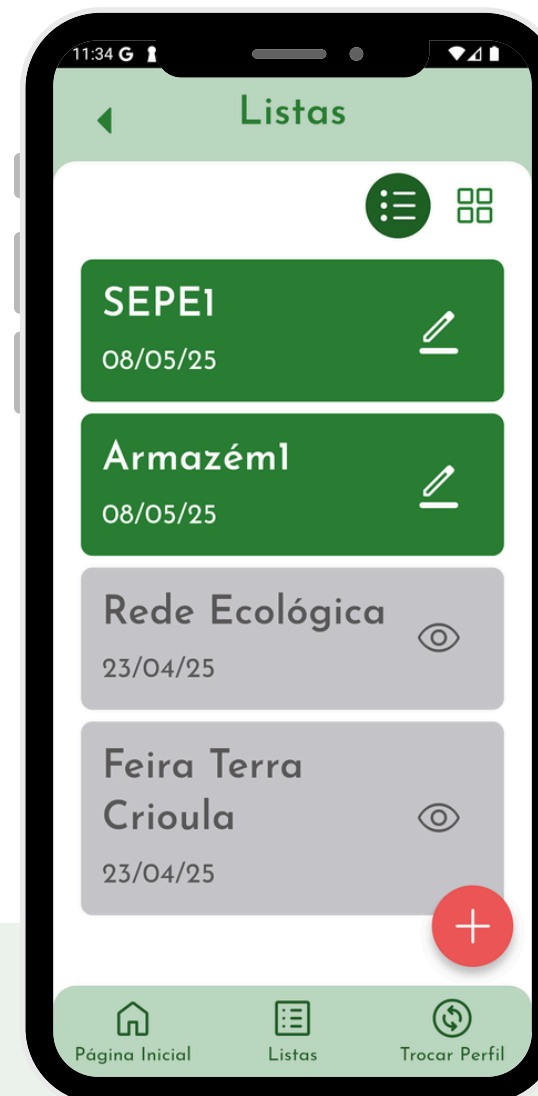 11:34 G
Listas
SEPE1
08/05/25
Armazém1
08/05/25
Rede Ecológica
23/04/25
Feira Terra
Crioula
23/04/25
Página Inicial
Listas
Trocar Perfil